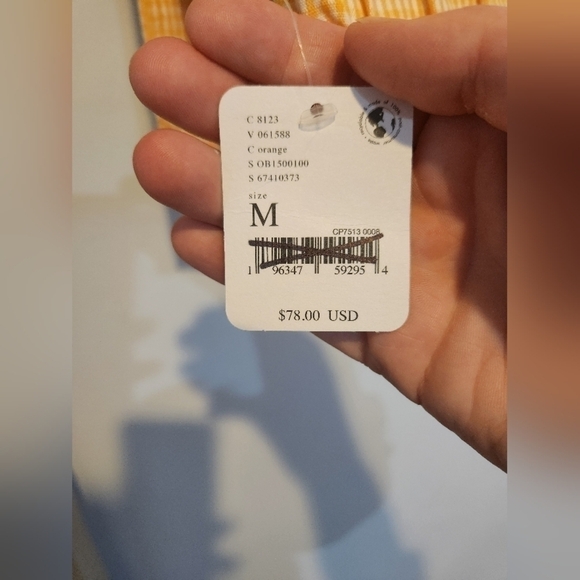 C 8123
V 061588
C orange
S OB1500100
S 67410373
size
M
CP7513 0008
1 96347 59295 4
$78.00 USD